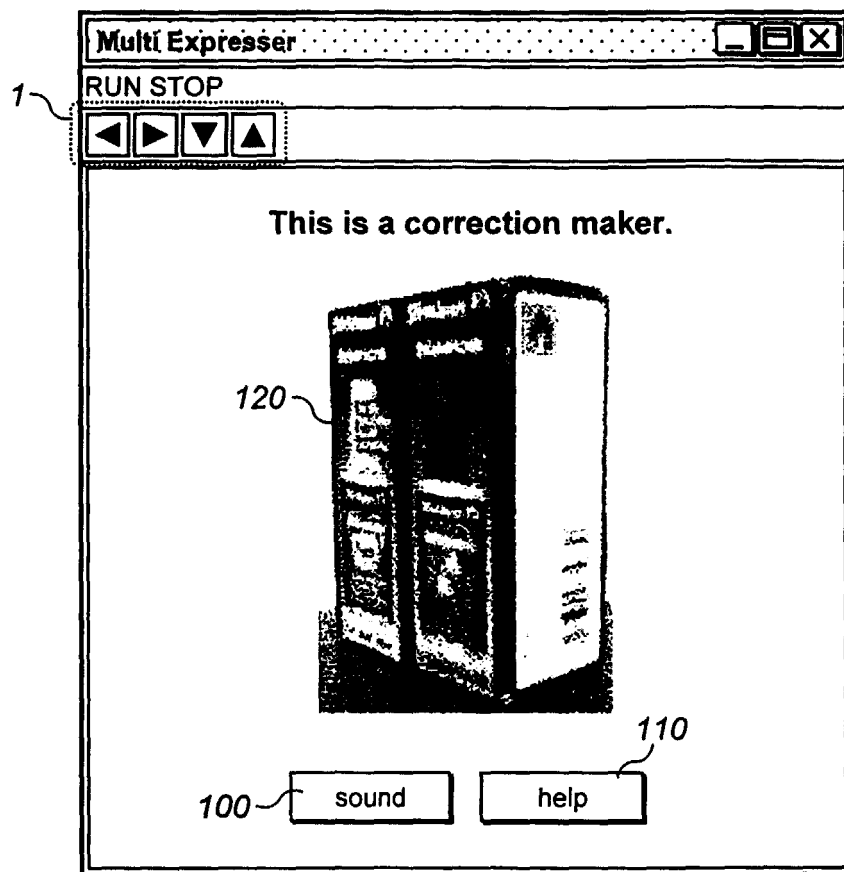 Multi Expresser
RUN STOP
1
This is a correction maker.
120
110
100
sound
help